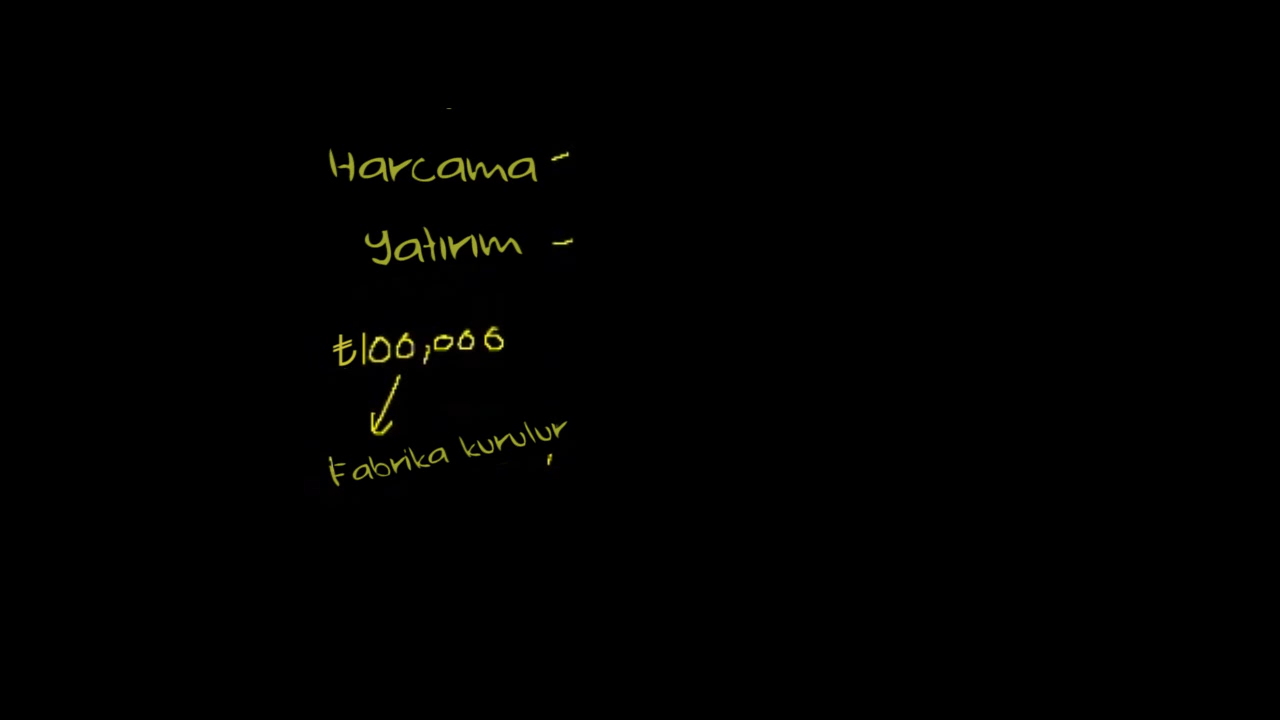 Harcama -
Yatırım -
₺100,000
Fabrika kurulur